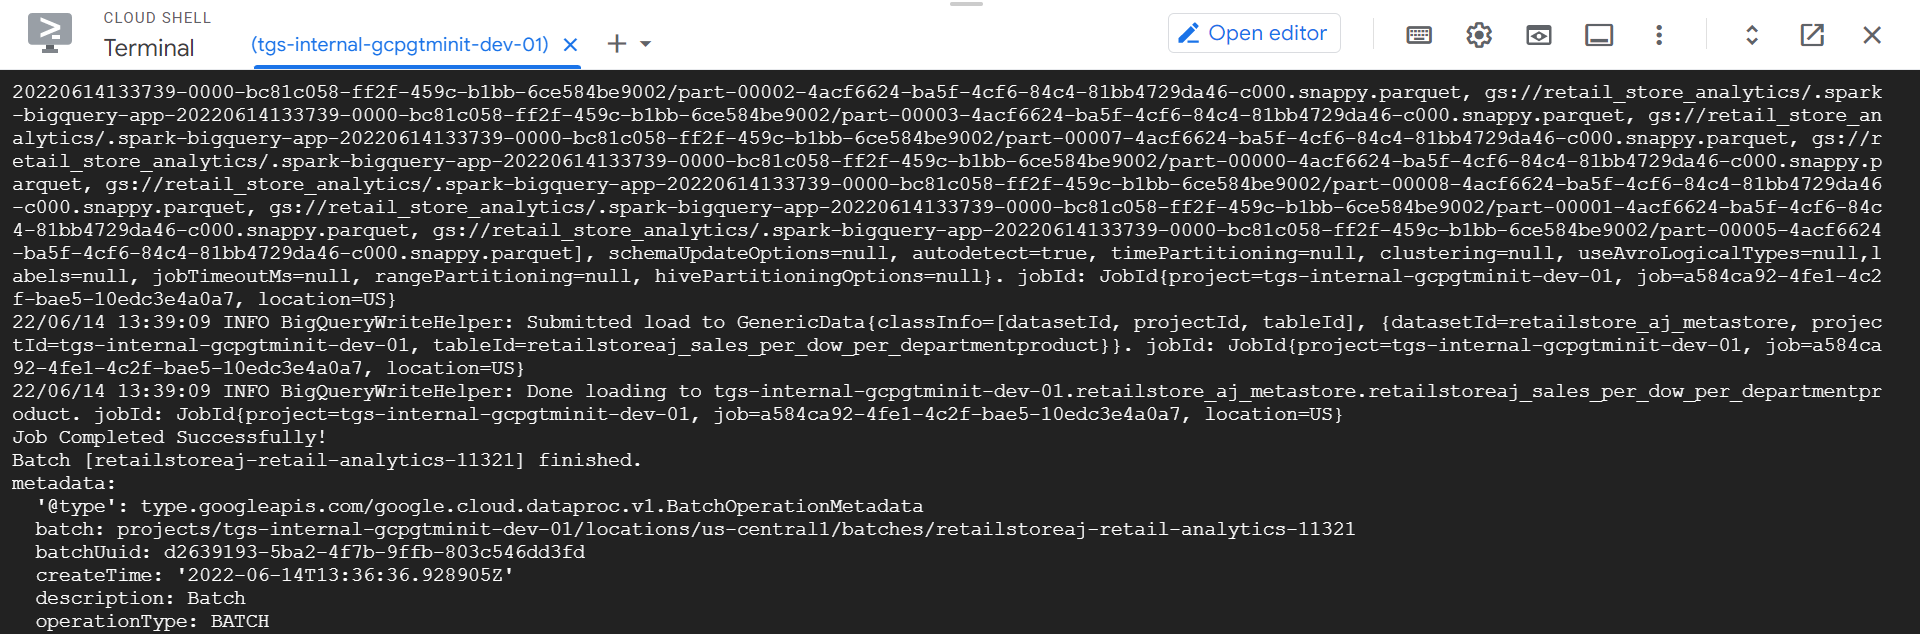 CLOUD SHELL
Terminal
(tgs-internal-gcpgtminit-dev-01)
Open editor
20220614133739-0000-bc81c058-ff2f-459c-b1bb-6ce584be9002/part-00002-4acf6624-ba5f-4cf6-84c4-81bb4729da46-c000.snappy.parquet, gs://retail_store_analytics/.spark
-bigquery-app-20220614133739-0000-bc81c058-ff2f-459c-b1bb-6ce584be9002/part-00003-4acf6624-ba5f-4cf6-84c4-81bb4729da46-c000.snappy.parquet, gs://retail_store_an
alytics/.spark-bigquery-app-20220614133739-0000-bc81c058-ff2f-459c-b1bb-6ce584be9002/part-00007-4acf6624-ba5f-4cf6-84c4-81bb4729da46-c000.snappy.parquet, gs://r
etail_store_analytics/.spark-bigquery-app-20220614133739-0000-bc81c058-ff2f-459c-b1bb-6ce584be9002/part-00000-4acf6624-ba5f-4cf6-84c4-81bb4729da46-c000.snappy.p
arquet, gs://retail_store_analytics/.spark-bigquery-app-20220614133739-0000-bc81c058-ff2f-459c-b1bb-6ce584be9002/part-00008-4acf6624-ba5f-4cf6-84c4-81bb4729da46
-c000.snappy.parquet, gs://retail_store_analytics/.spark-bigquery-app-20220614133739-0000-bc81c058-ff2f-459c-b1bb-6ce584be9002/part-00001-4acf6624-ba5f-4cf6-84c
4-81bb4729da46-c000.snappy.parquet, gs://retail_store_analytics/.spark-bigquery-app-20220614133739-0000-bc81c058-ff2f-459c-b1bb-6ce584be9002/part-00005-4acf6624
-ba5f-4cf6-84c4-81bb4729da46-c000.snappy.parquet], schemaUpdateOptions=null, autodetect=true, timePartitioning=null, clustering=null, useAvroLogicalTypes=null,l
abels=null, jobTimeoutMs=null, rangePartitioning=null, hivePartitioningOptions=null}. jobId: JobId{project=tgs-internal-gcpgtminit-dev-01, job=a584ca92-4fe1-4c2
f-bae5-10edc3e4a0a7, location=US}
22/06/14 13:39:09 INFO BigQueryWriteHelper: Submitted load to GenericData{classInfo=[datasetId, projectId, tableId], {datasetId=retailstore_aj_metastore, projec
tId=tgs-internal-gcpgtminit-dev-01, tableId=retailstoreaj_sales_per_dow_per_departmentproduct}}. jobId: JobId{project=tgs-internal-gcpgtminit-dev-01, job=a584ca
92-4fe1-4c2f-bae5-10edc3e4a0a7, location=US}
22/06/14 13:39:09 INFO BigQueryWriteHelper: Done loading to tgs-internal-gcpgtminit-dev-01.retailstore_aj_metastore.retailstoreaj_sales_per_dow_per_departmentpr
oduct. jobId: JobId{project=tgs-internal-gcpgtminit-dev-01, job=a584ca92-4fe1-4c2f-bae5-10edc3e4a0a7, location=US}
Job Completed Successfully!
Batch [retailstoreaj-retail-analytics-11321] finished.
metadata:
  '@type': type.googleapis.com/google.cloud.dataproc.v1.BatchOperationMetadata
  batch: projects/tgs-internal-gcpgtminit-dev-01/locations/us-central1/batches/retailstoreaj-retail-analytics-11321
  batchUuid: d2639193-5ba2-4f7b-9ffb-803c546dd3fd
  createTime: '2022-06-14T13:36:36.928905Z'
  description: Batch
  operationType: BATCH